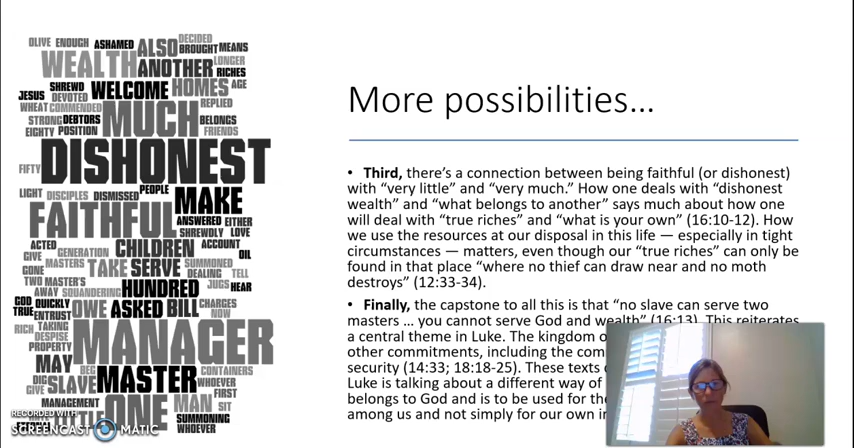 OLIVE ENOUGH ASHAMED ALSO DECIDED BROUGHT MEANS
WEALTH ANOTHER LONGER RICHES
JESUS SHREWD DEVOTED WELCOME HOMES AGE
WHEAT COMMENDED MUCH REPLIED
STRONG DEBTORS BELONGS
EIGHTY POSITION FRIENDS
FIFTY DISHONEST
LIGHT DISCIPLES DISMISSED PEOPLE MAKE
FAITHFUL ANSWERED EITHER
SHREWDLY LOVE
ACTED GENERATION CHILDREN ACCOUNT OIL
GIVE MASTERS TAKE SERVE SUMMONED DEALING TELL
GONE
TWO MASTER'S HUNDRED JUGS HEAR
AWAY SQUANDERING
GOD QUICKLY OWE ASKED BILL CHARGES
TRUE ENTRUST NOW
RICH TAKING MANAGER
DESPISE
PROPERTY
MAY BEG CONTAINERS
DIG SLAVE MASTER WHOEVER
GIVES FIRST
MANAGEMENT ONE MAN SIT
SUMMONING
WHOEVER
RECORDED WITH
SCREENCAST MATIC
More possibilities…
• Third, there's a connection between being faithful (or dishonest)
with “very little” and “very much.” How one deals with “dishonest
wealth” and “what belongs to another” says much about how one
will deal with “true riches” and “what is your own” (16:10-12). How
we use the resources at our disposal in this life — especially in tight
circumstances — matters, even though our “true riches” can only be
found in that place “where no thief can draw near and no moth
destroys” (12:33-34).
• Finally, the capstone to all this is that “no slave can serve two
masters … you cannot serve God and wealth” (16:13). This reiterates
a central theme in Luke. The kingdom
other commitments, including the
security (14:33; 18:18-25). These texts
Luke is talking about a different way of
belongs to God and is to be used for
among us and not simply for our own